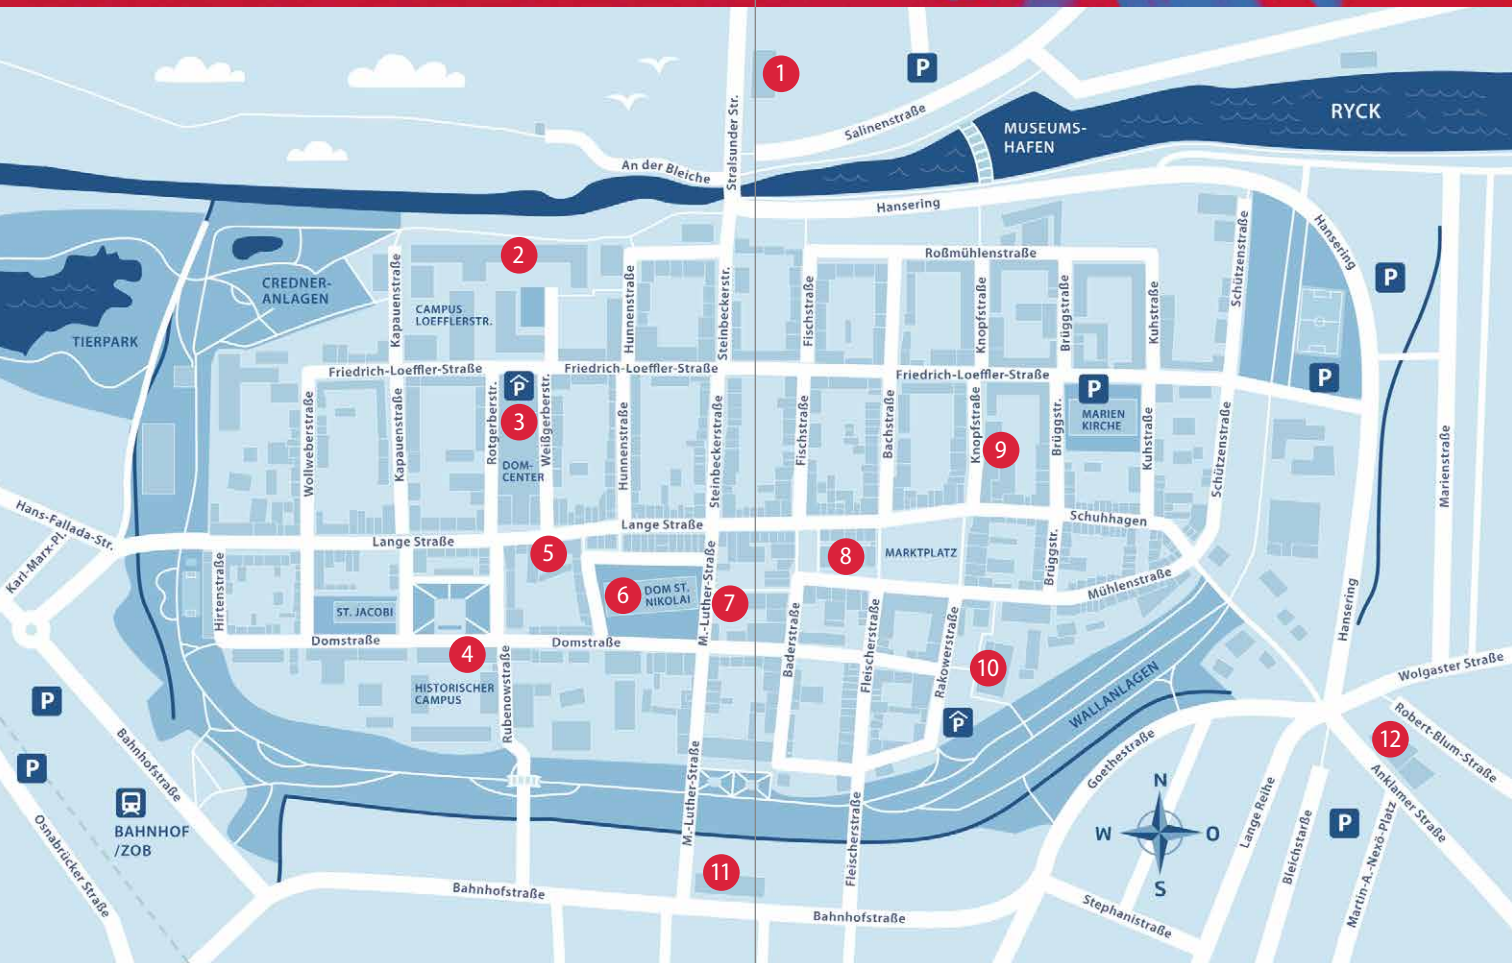 1
P
Stralsunder Str.
Salinenstraße
MUSEUMS-
HAFEN
RYCK
An der Bleiche
Hansering
Hansering
2
Roßmühlenstraße
CREDNER-
ANLAGEN
Kapauenstraße
CAMPUS
LOEFFLERSTR.
Hunnenstraße
Steinbeckerstr.
Fischstraße
Knopfstraße
Brüggstraße
Kuhstraße
Schützenstraße
P
TIERPARK
Friedrich-Loeffler-Straße
Friedrich-Loeffler-Straße
Friedrich-Loeffler-Straße
P
P
P
3
Wollweberstraße
Kapauenstraße
Rotgerberstr.
Weißgerberstr.
DOM-
CENTER
Hunnenstraße
Steinbeckerstraße
Fischstraße
Bachstraße
Knopfstraße
9
Brüggstr.
MARIEN
KIRCHE
Kuhstraße
Schützenstraße
Marienstraße
Hans-Fallada-Str.
Karl-Marx-Pl.
Lange Straße
Lange Straße
Schuhhagen
5
8
MARKTPLATZ
Brüggstr.
Mühlenstraße
Hirtenstraße
ST. JACOBI
6
DOM ST.
NIKOLAI
M.-Luther-Straße
7
Hansering
Domstraße
Domstraße
4
HISTORISCHER
CAMPUS
Rubenowstraße
Baderstraße
Fleischerstraße
Rakowerstraße
10
WALLANLAGEN
Wolgaster Straße
P
P
P
Bahnhofstraße
BAHNHOF
/ZOB
Osnabrücker Straße
M.-Luther-Straße
Fleischerstraße
Goethestraße
12
Robert-Blum-Straße
Anklamer Straße
N
W
O
S
Lange Reihe
Bleichstarße
P
Martin-A.-Nexö-Platz
11
Bahnhofstraße
Bahnhofstraße
Stephanistraße